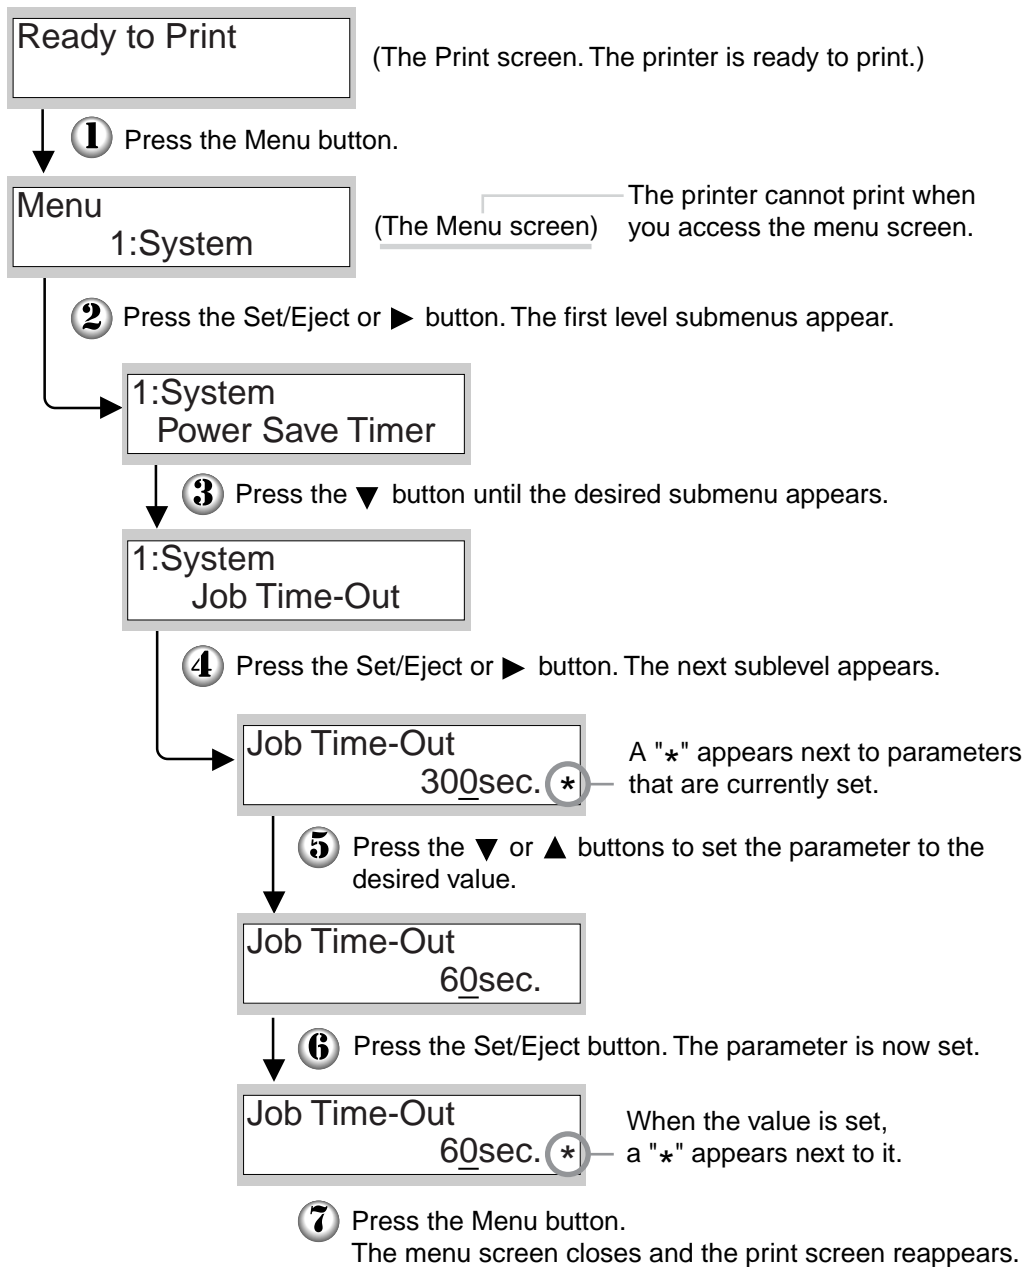 Ready to Print
(The Print screen. The printer is ready to print.)
1 Press the Menu button.
Menu
1:System
(The Menu screen)
The printer cannot print when
you access the menu screen.
2 Press the Set/Eject or ▶ button. The first level submenus appear.
1:System
Power Save Timer
3 Press the ▼ button until the desired submenu appears.
1:System
Job Time-Out
4 Press the Set/Eject or ▶ button. The next sublevel appears.
Job Time-Out
300sec. *
A "*" appears next to parameters
that are currently set.
5 Press the ▼ or ▲ buttons to set the parameter to the
desired value.
Job Time-Out
60sec.
6 Press the Set/Eject button. The parameter is now set.
Job Time-Out
60sec. *
When the value is set,
a "*" appears next to it.
7 Press the Menu button.
The menu screen closes and the print screen reappears.